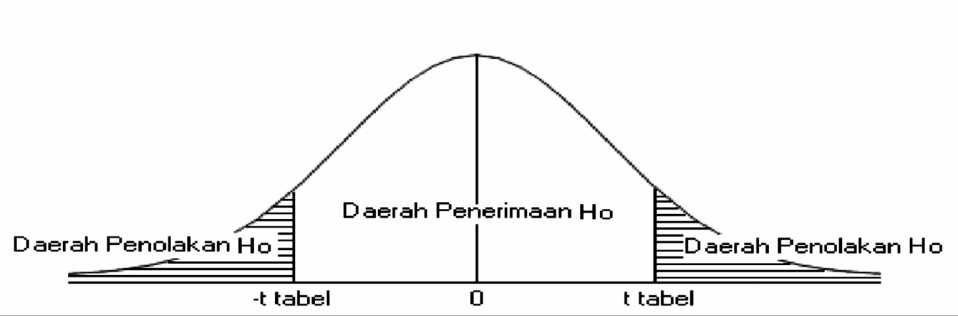 Daerah Penerimaan Ho
Daerah Penolakan Ho
Daerah Penolakan Ho
-t tabel
0
t tabel